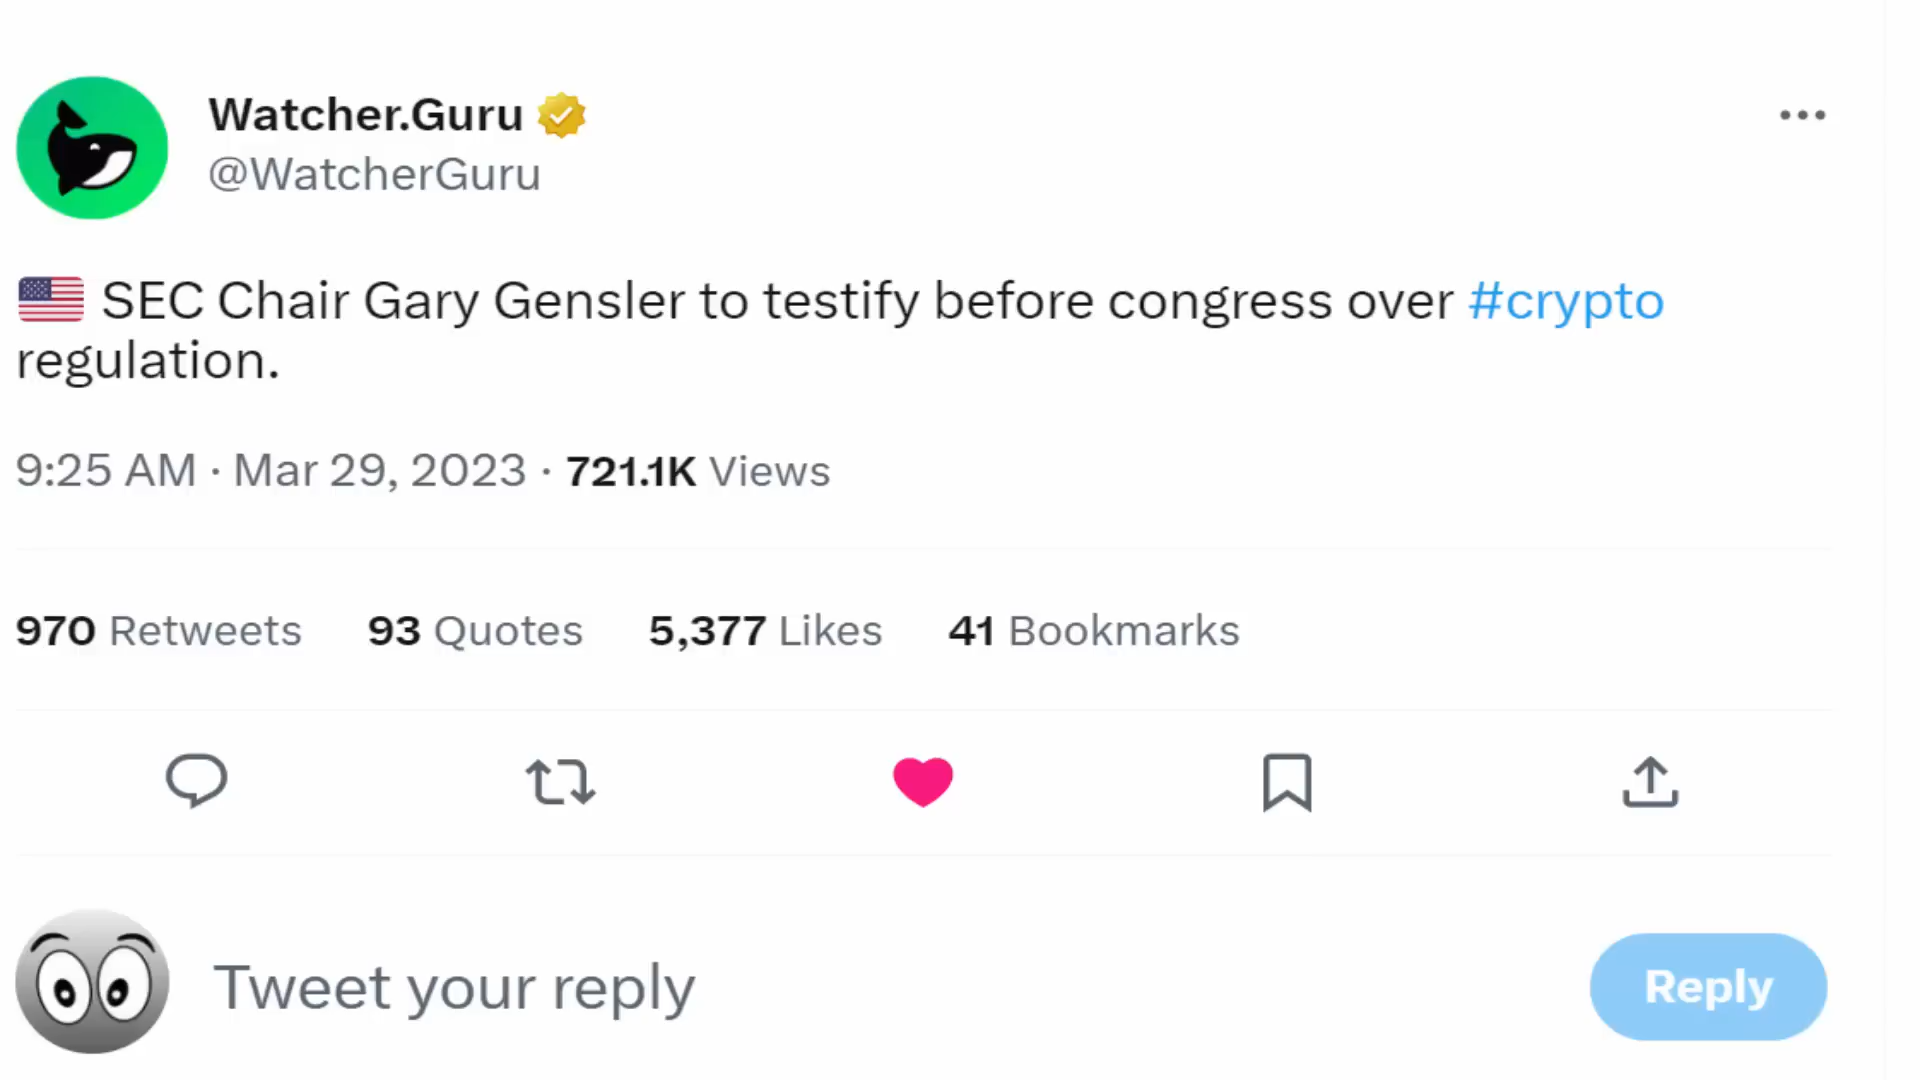 Watcher.Guru
@WatcherGuru
🇺🇸 SEC Chair Gary Gensler to testify before congress over #crypto
regulation.
9:25 AM · Mar 29, 2023 · 721.1K Views
970 Retweets 93 Quotes 5,377 Likes 41 Bookmarks
Tweet your reply
Reply